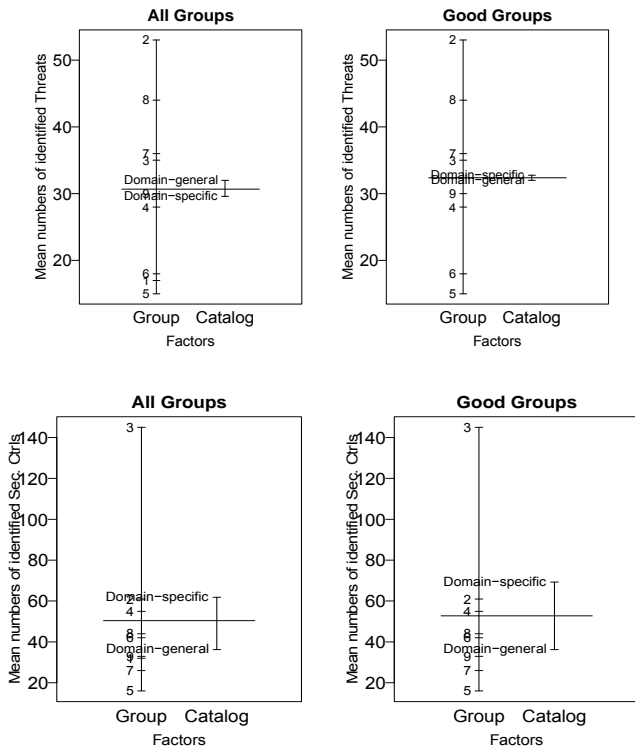 All Groups
Good Groups
Mean numbers of identified Threats
50
40
30
20
2
8
7
3
Domain−general
9
Domain−specific
4
6
1
5
Group Catalog
Factors
Mean numbers of identified Threats
50
40
30
20
2
8
7
3
Domain−specific
Domain−general
9
4
6
5
Group Catalog
Factors
All Groups
Good Groups
Mean numbers of identified Sec. Ctrls
140
120
100
80
60
40
20
3
Domain−specific
2
4
8
6
Domain−general
9
1
7
5
Group Catalog
Factors
Mean numbers of identified Sec. Ctrls
140
120
100
80
60
40
20
3
Domain−specific
2
4
8
6
Domain−general
9
7
5
Group Catalog
Factors